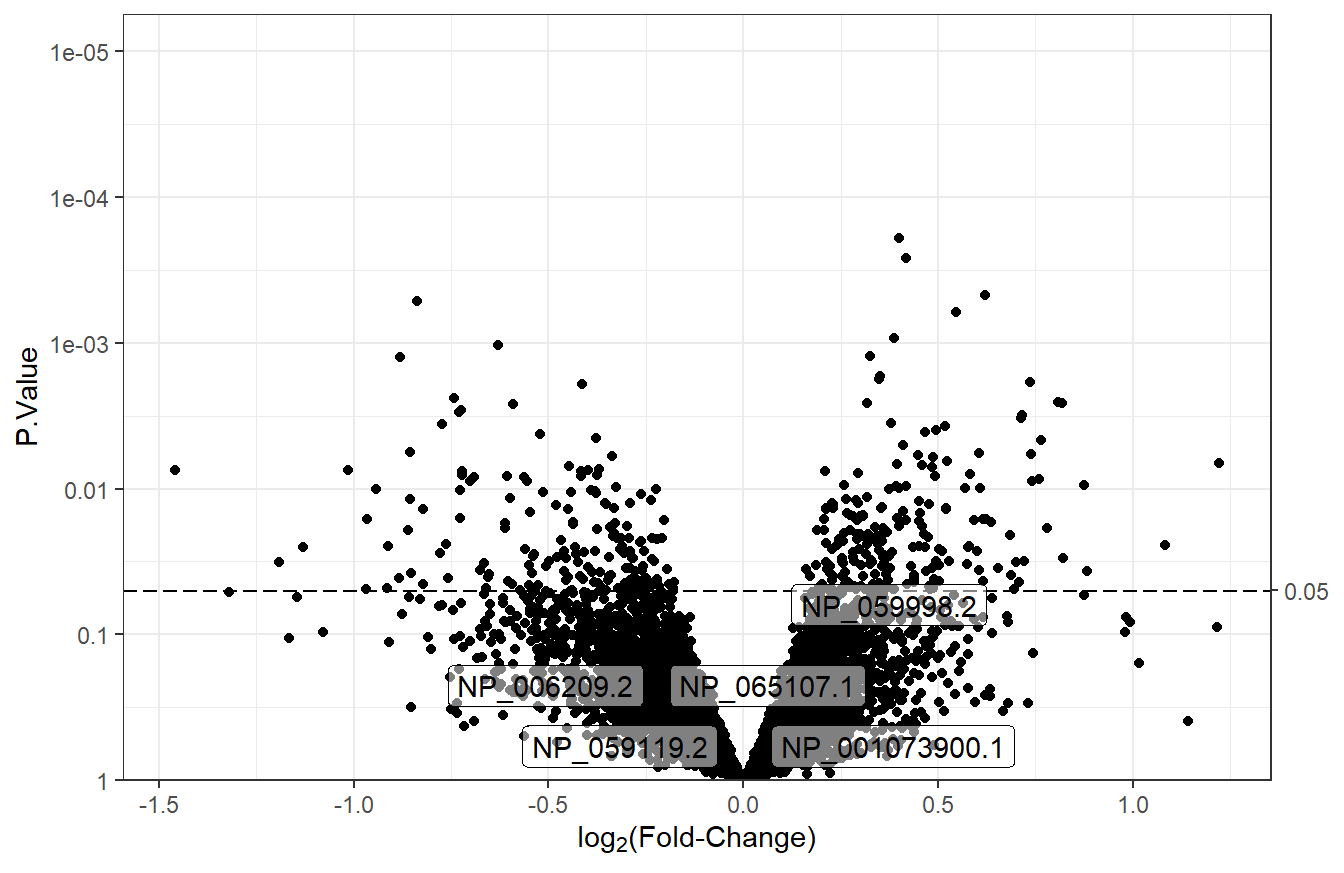 1e-05
1e-04
1e-03
0.01
0.1
1
P.Value
0.05
NP_059998.2
NP_006209.2
NP_065107.1
NP_059119.2
NP_001073900.1
-1.5
-1.0
-0.5
0.0
0.5
1.0
log₂(Fold-Change)